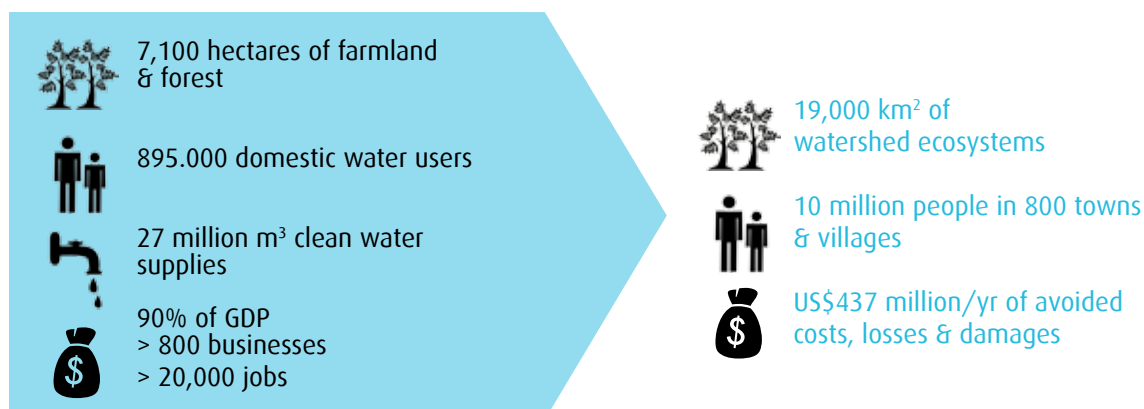 7,100 hectares of farmland
& forest
895.000 domestic water users
27 million m³ clean water
supplies
90% of GDP
> 800 businesses
> 20,000 jobs
19,000 km² of
watershed ecosystems
10 million people in 800 towns
& villages
US$437 million/yr of avoided
costs, losses & damages
$
$